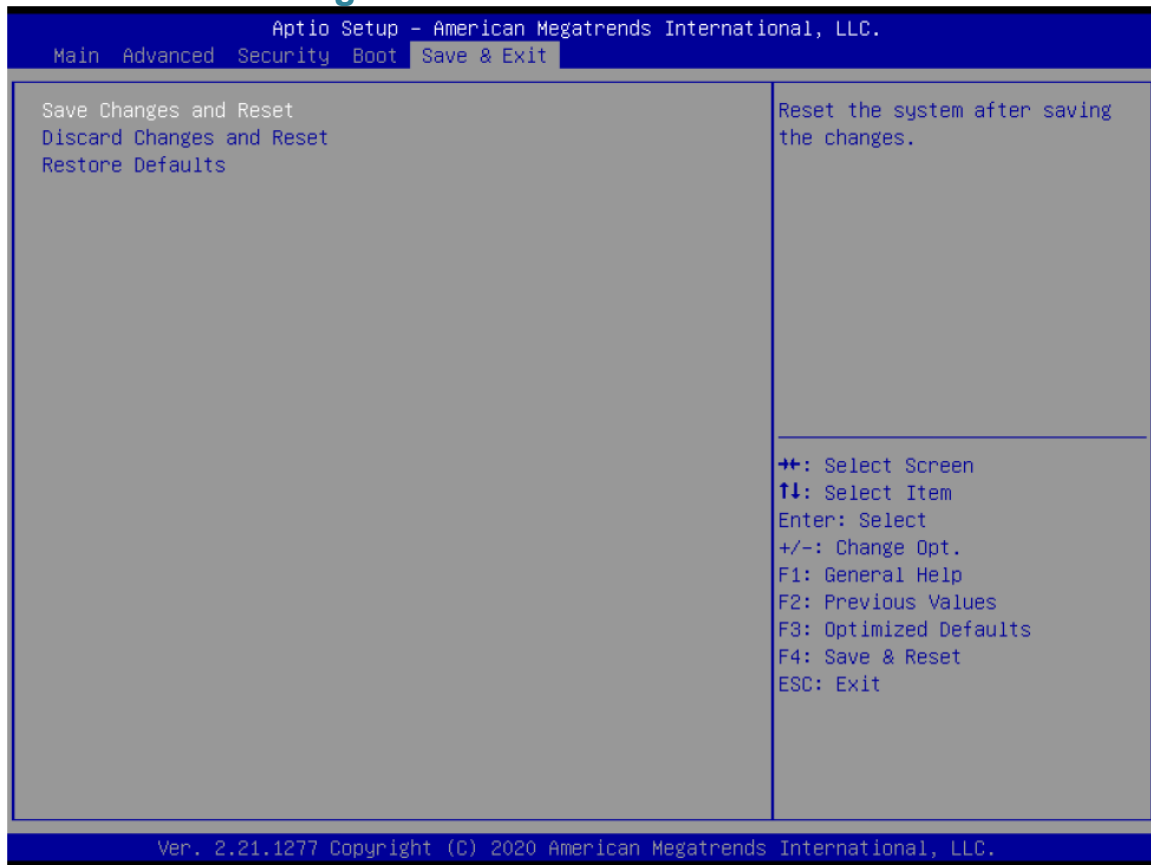 Aptio Setup – American Megatrends International, LLC.
Main Advanced Security Boot Save & Exit
Save Changes and Reset
Discard Changes and Reset
Restore Defaults
Reset the system after saving
the changes.
→←: Select Screen
↑↓: Select Item
Enter: Select
+/-: Change Opt.
F1: General Help
F2: Previous Values
F3: Optimized Defaults
F4: Save & Reset
ESC: Exit
Ver. 2.21.1277 Copyright (C) 2020 American Megatrends International, LLC.